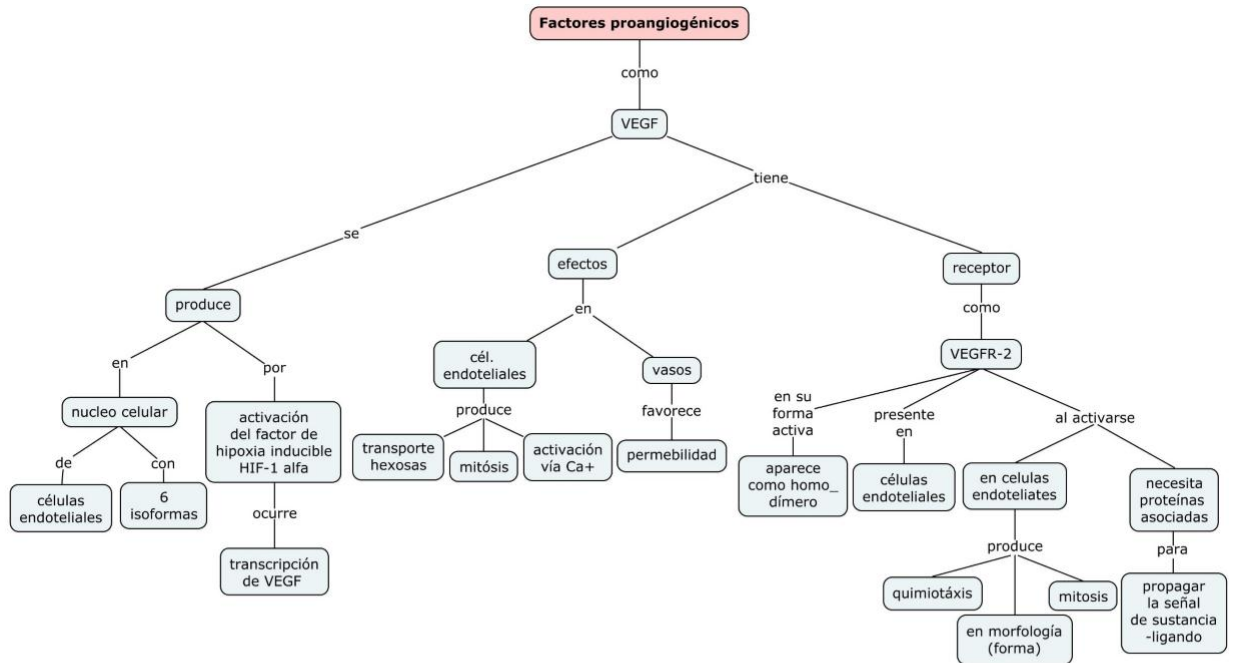 Factores proangiogénicos
como
VEGF
tiene
se
efectos
receptor
produce
en
como
cél.
endoteliales
vasos
VEGFR-2
en
por
produce
favorece
en su
forma
activa
presente
en
al activarse
nucleo celular
activación
del factor de
hipoxia inducible
HIF-1 alfa
transporte
hexosas
mitósis
activación
vía Ca+
permebilidad
de
con
aparece
como homo_
dímero
células
endoteliales
en celulas
endoteliates
necesita
proteínas
asociadas
células
endoteliales
6
isoformas
ocurre
produce
para
transcripción
de VEGF
quimiotáxis
en morfología
(forma)
mitosis
propagar
la señal
de sustancia
-ligando